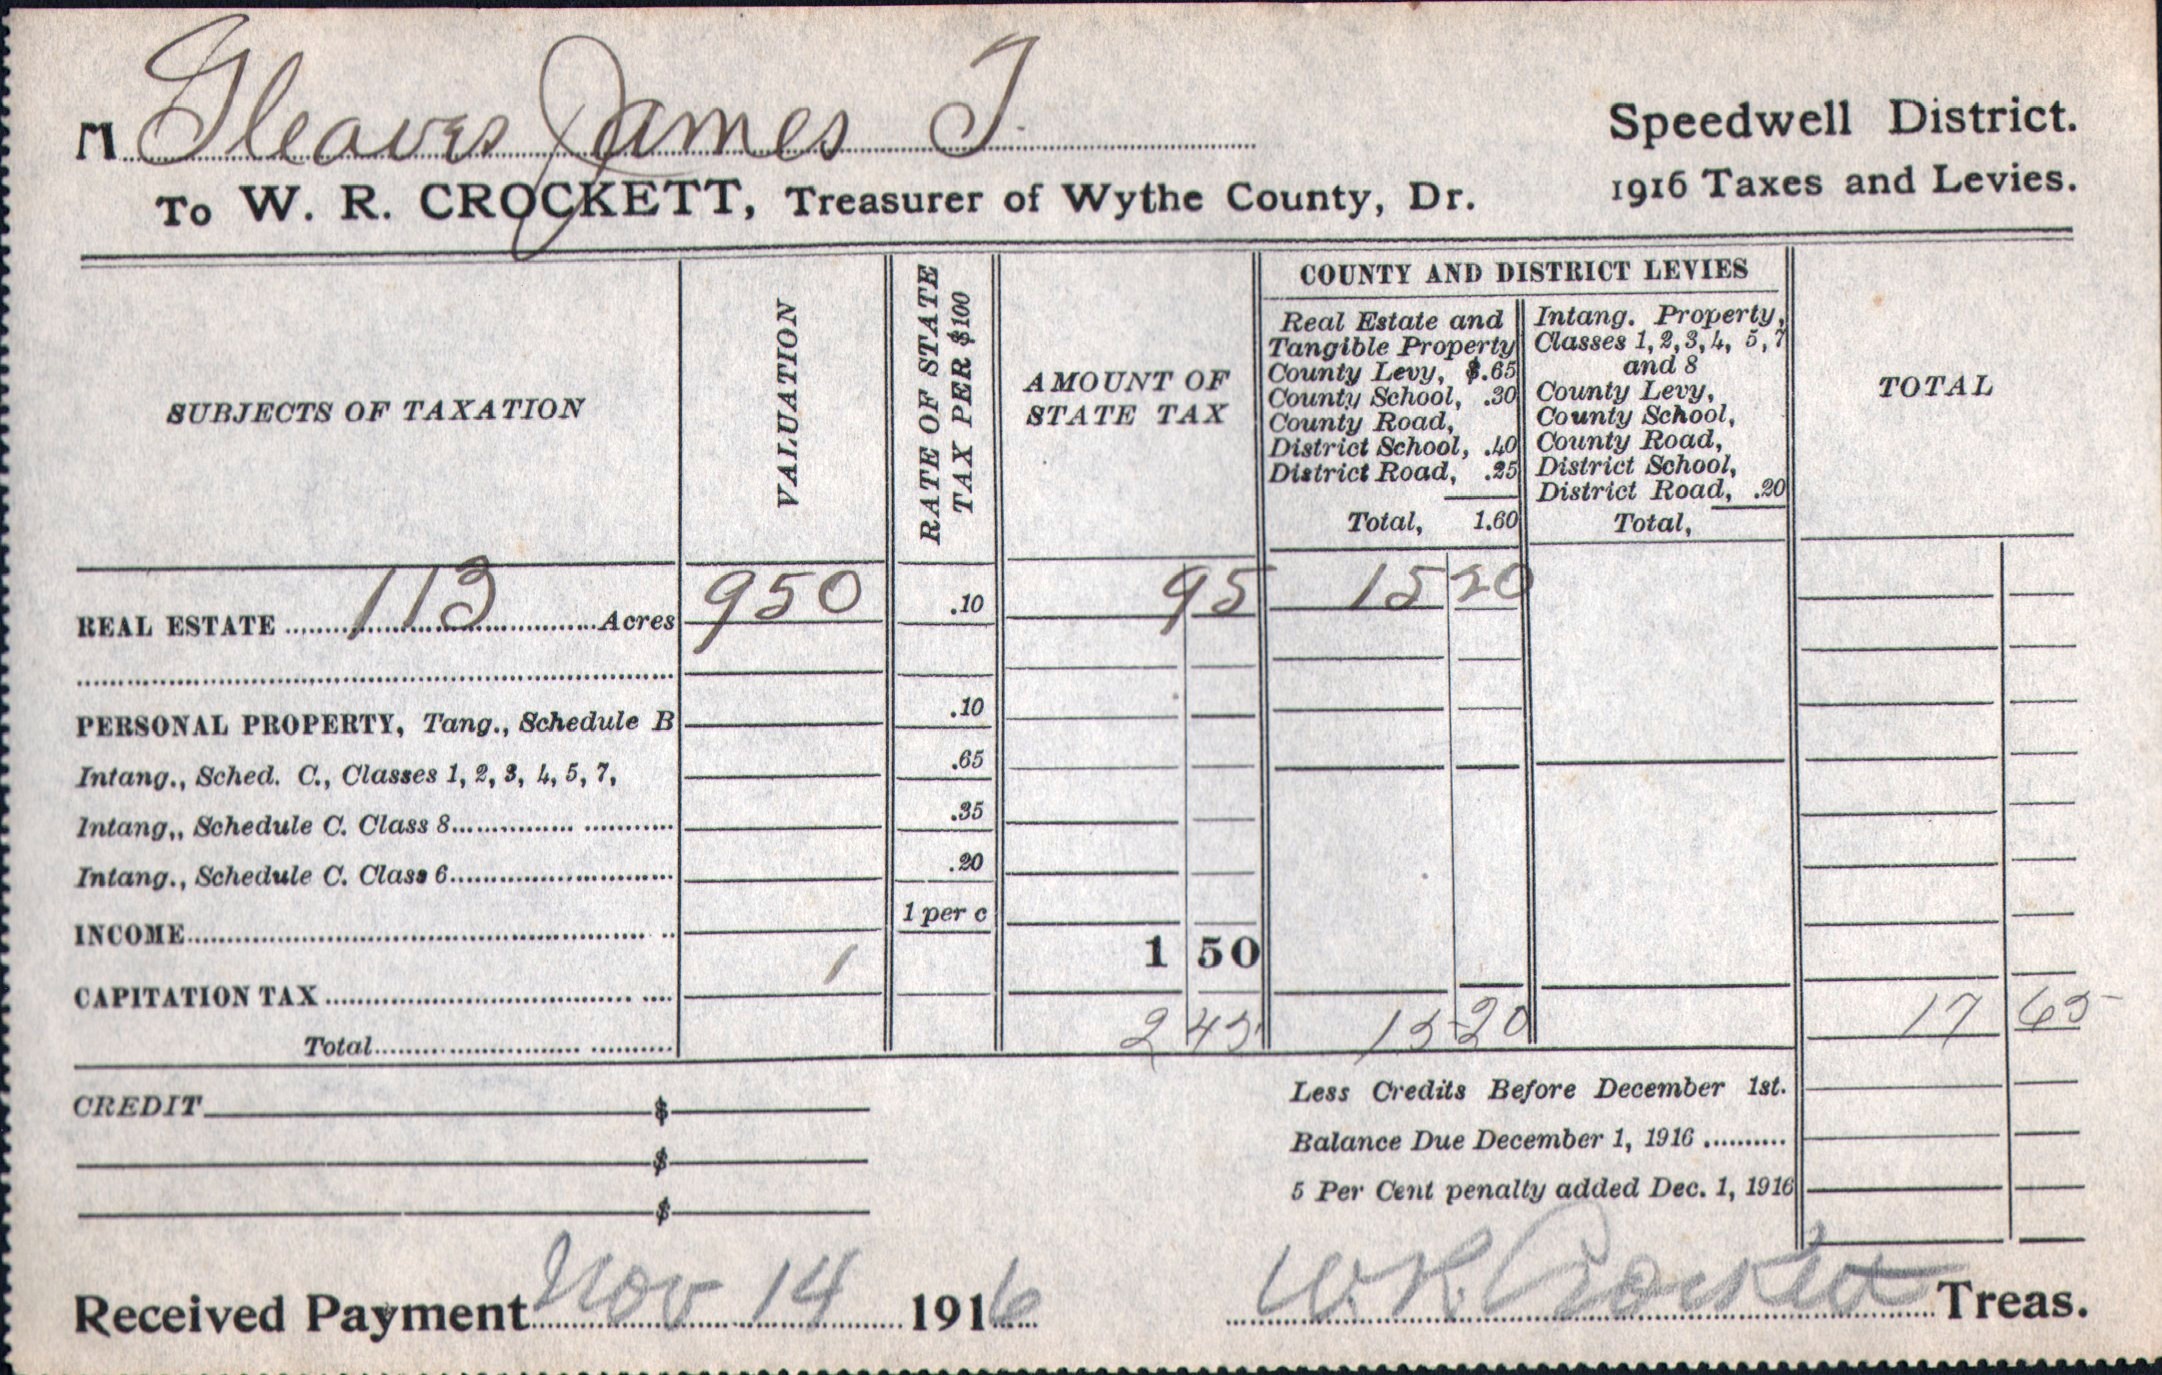 M Gleaves James T.
Speedwell District.
To W. R. CROCKETT, Treasurer of Wythe County, Dr.
1916 Taxes and Levies.
SUBJECTS OF TAXATION
VALUATION
RATE OF STATE
TAX PER $100
AMOUNT OF
STATE TAX
COUNTY AND DISTRICT LEVIES
Real Estate and
Tangible Property
County Levy, $.65
County School, .30
County Road,
District School, .40
District Road, .25
Total, 1.60
Intang. Property,
Classes 1, 2, 3, 4, 5, 7
and 8
County Levy,
County School,
County Road,
District School,
District Road, .20
Total,
TOTAL
REAL ESTATE 113 Acres 950 .10 95 15 20
PERSONAL PROPERTY, Tang., Schedule B .10
Intang., Sched. C., Classes 1, 2, 3, 4, 5, 7, .65
Intang,, Schedule C. Class 8 .35
Intang., Schedule C. Class 6 .20
INCOME 1 per c
CAPITATION TAX 1 1 50
Total 2 45 15 20 17 65
CREDIT $
$
$
Less Credits Before December 1st.
Balance Due December 1, 1916
5 Per Cent penalty added Dec. 1, 1916
Received Payment Nov 14 1916 W. R. Crockett Treas.